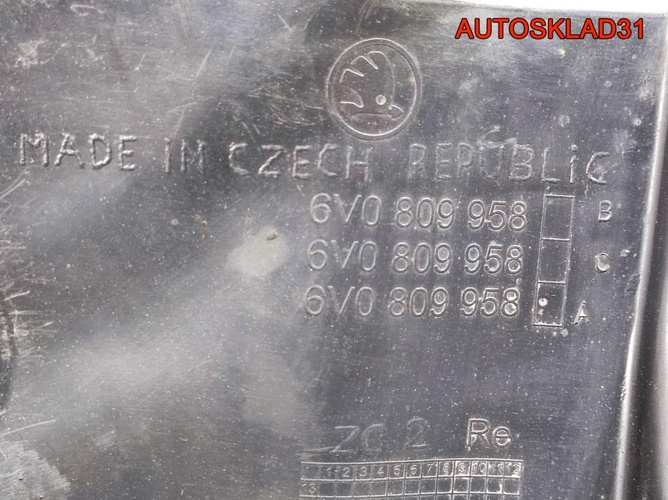 AUTOSKLAD31
MADE IN CZECH REPUBLIC
6V0 809 958 B
6V0 809 958 C
6V0 809 958 A
ZC 2 Re
1 2 3 4 5 6 7 8 9 10 11 12